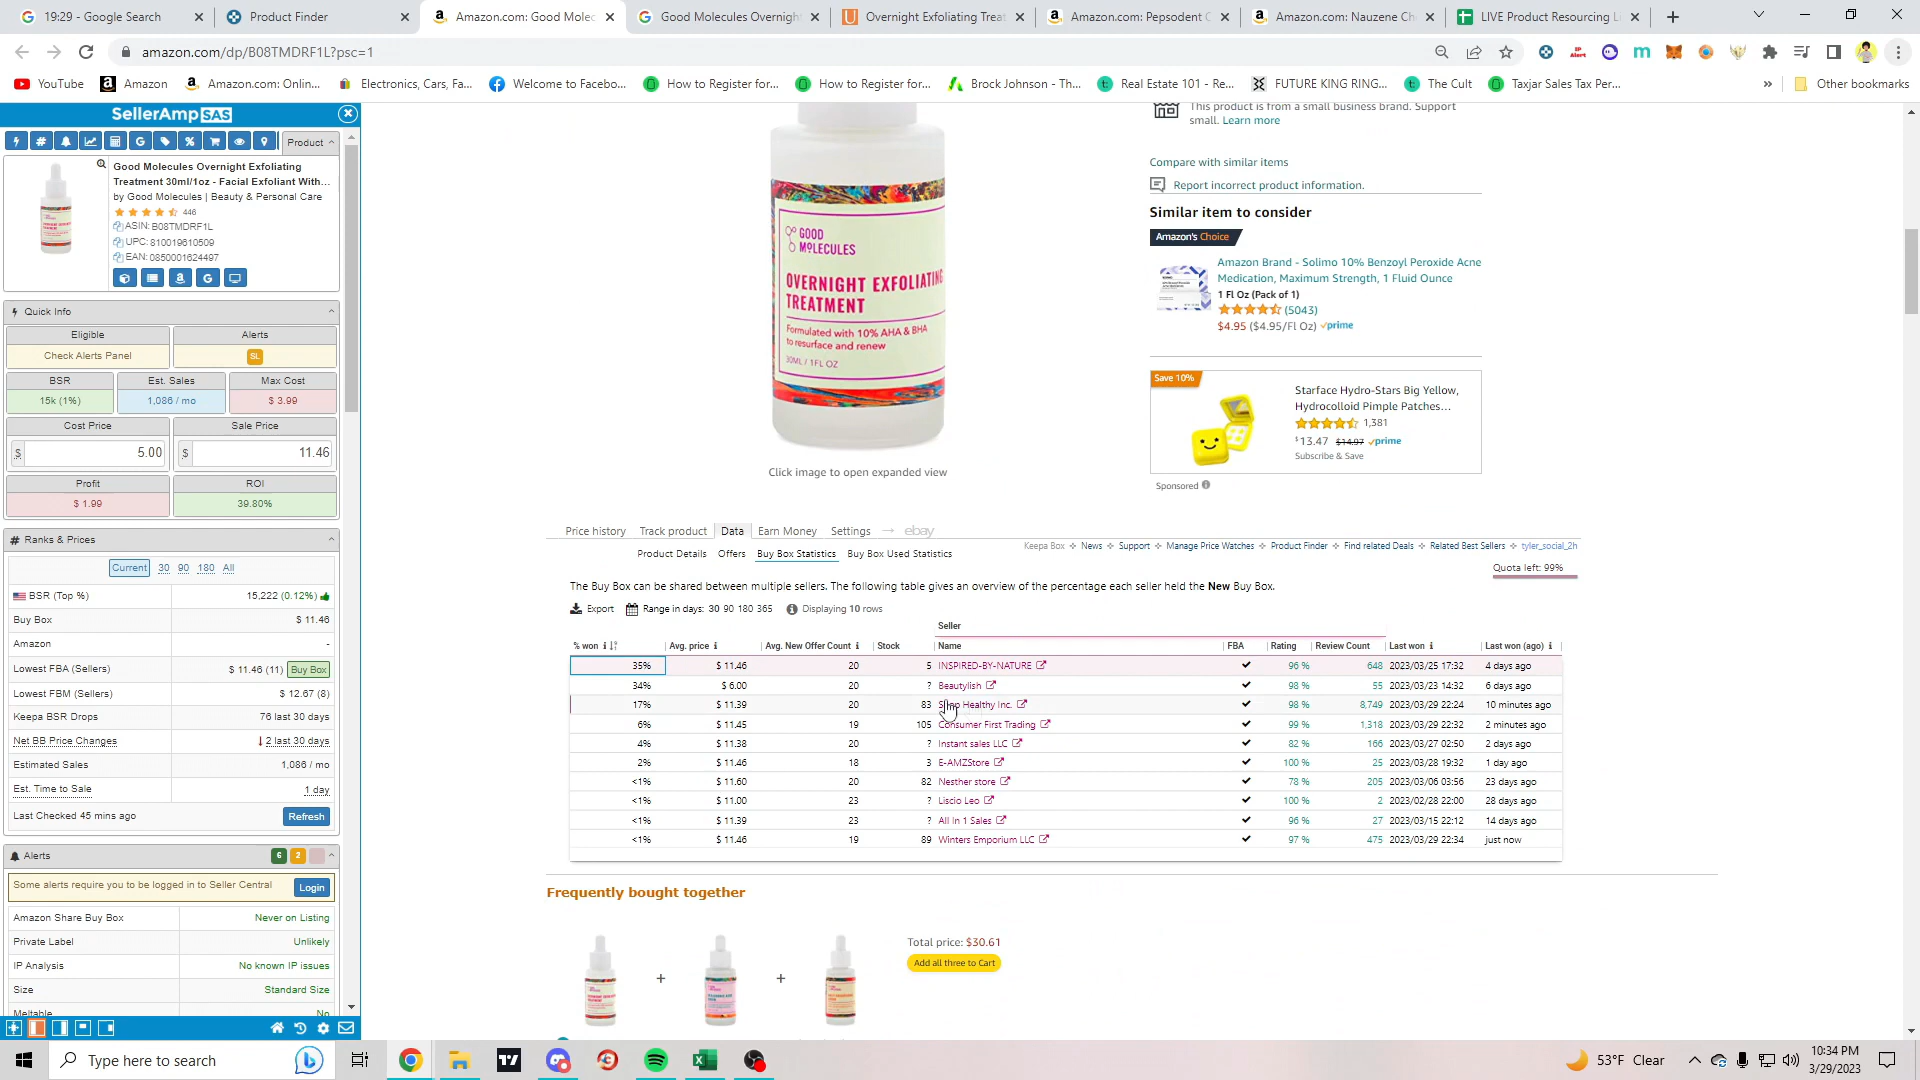 19:29 - Google Search
Product Finder
Amazon.com: Good Molec
Good Molecules Overnigh
Overnight Exfoliating Treat
Amazon.com: Pepsodent C
Amazon.com: Nauzene Ch
LIVE Product Resourcing Li
amazon.com/dp/B08TMDRF1L?psc=1
YouTube
Amazon
Amazon.com: Onlin...
Electronics, Cars, Fa...
Welcome to Facebo...
How to Register for...
How to Register for...
Brock Johnson - Th...
Real Estate 101 - Re...
FUTURE KING RING...
The Cult
Taxjar Sales Tax Per...
Other bookmarks
SellerAmp SAS
Product
Good Molecules Overnight Exfoliating
Treatment 30ml/1oz - Facial Exfoliant With...
by Good Molecules | Beauty & Personal Care
446
ASIN: B08TMDRF1L
UPC: 810019610509
EAN: 0850001624497
Quick Info
Eligible
Alerts
Check Alerts Panel
SL
BSR
Est. Sales
Max Cost
15k (1%)
1,086 / mo
$ 3.99
Cost Price
Sale Price
$ 5.00
$ 11.46
Profit
ROI
$ 1.99
39.80%
Ranks & Prices
Current 30 90 180 All
BSR (Top %) 15,222 (0.12%)
Buy Box $ 11.46
Amazon -
Lowest FBA (Sellers) $ 11.46 (11) Buy Box
Lowest FBM (Sellers) $ 12.67 (8)
Keepa BSR Drops 76 last 30 days
Net BB Price Changes 2 last 30 days
Estimated Sales 1,086 / mo
Est. Time to Sale 1 day
Last Checked 45 mins ago Refresh
Alerts 6 2
Some alerts require you to be logged in to Seller Central Login
Amazon Share Buy Box Never on Listing
Private Label Unlikely
IP Analysis No known IP issues
Size Standard Size
Meltable No
GOOD
MOLECULES
OVERNIGHT EXFOLIATING
TREATMENT
Formulated with 10% AHA & BHA
to resurface and renew
30ML / 1FL OZ
Click image to open expanded view
This product is from a small business brand. Support
small. Learn more
Compare with similar items
Report incorrect product information.
Similar item to consider
Amazon's Choice
Amazon Brand - Solimo 10% Benzoyl Peroxide Acne
Medication, Maximum Strength, 1 Fluid Ounce
1 Fl Oz (Pack of 1)
(5043)
$4.95 ($4.95/Fl Oz) prime
Save 10%
Starface Hydro-Stars Big Yellow,
Hydrocolloid Pimple Patches...
1,381
$13.47 $14.97 prime
Subscribe & Save
Sponsored
Price history Track product Data Earn Money Settings → ebay
Product Details Offers Buy Box Statistics Buy Box Used Statistics
Keepa Box News Support Manage Price Watches Product Finder Find related Deals Related Best Sellers tyler_social_2h
Quota left: 99%
The Buy Box can be shared between multiple sellers. The following table gives an overview of the percentage each seller held the New Buy Box.
Export Range in days: 30 90 180 365 Displaying 10 rows
Seller
% won Avg. price Avg. New Offer Count Stock Name FBA Rating Review Count Last won Last won (ago)
35% $ 11.46 20 5 INSPIRED-BY-NATURE ✔ 96 % 648 2023/03/25 17:32 4 days ago
34% $ 6.00 20 ? Beautylish ✔ 98 % 55 2023/03/23 14:32 6 days ago
17% $ 11.39 20 83 Healthy Inc. ✔ 98 % 8,749 2023/03/29 22:24 10 minutes ago
6% $ 11.45 19 105 Consumer First Trading ✔ 99 % 1,318 2023/03/29 22:32 2 minutes ago
4% $ 11.38 20 ? Instant sales LLC ✔ 82 % 166 2023/03/27 02:50 2 days ago
2% $ 11.46 18 3 E-AMZStore ✔ 100 % 25 2023/03/28 19:32 1 day ago
<1% $ 11.60 20 82 Nesther store ✔ 78 % 205 2023/03/06 03:56 23 days ago
<1% $ 11.00 23 ? Liscio Leo ✔ 100 % 2 2023/02/28 22:00 28 days ago
<1% $ 11.39 23 ? All In 1 Sales ✔ 96 % 27 2023/03/15 22:12 14 days ago
<1% $ 11.46 19 89 Winters Emporium LLC ✔ 97 % 475 2023/03/29 22:34 just now
Frequently bought together
+ +
Total price: $30.61
Add all three to Cart
Type here to search
53°F Clear
10:34 PM
3/29/2023